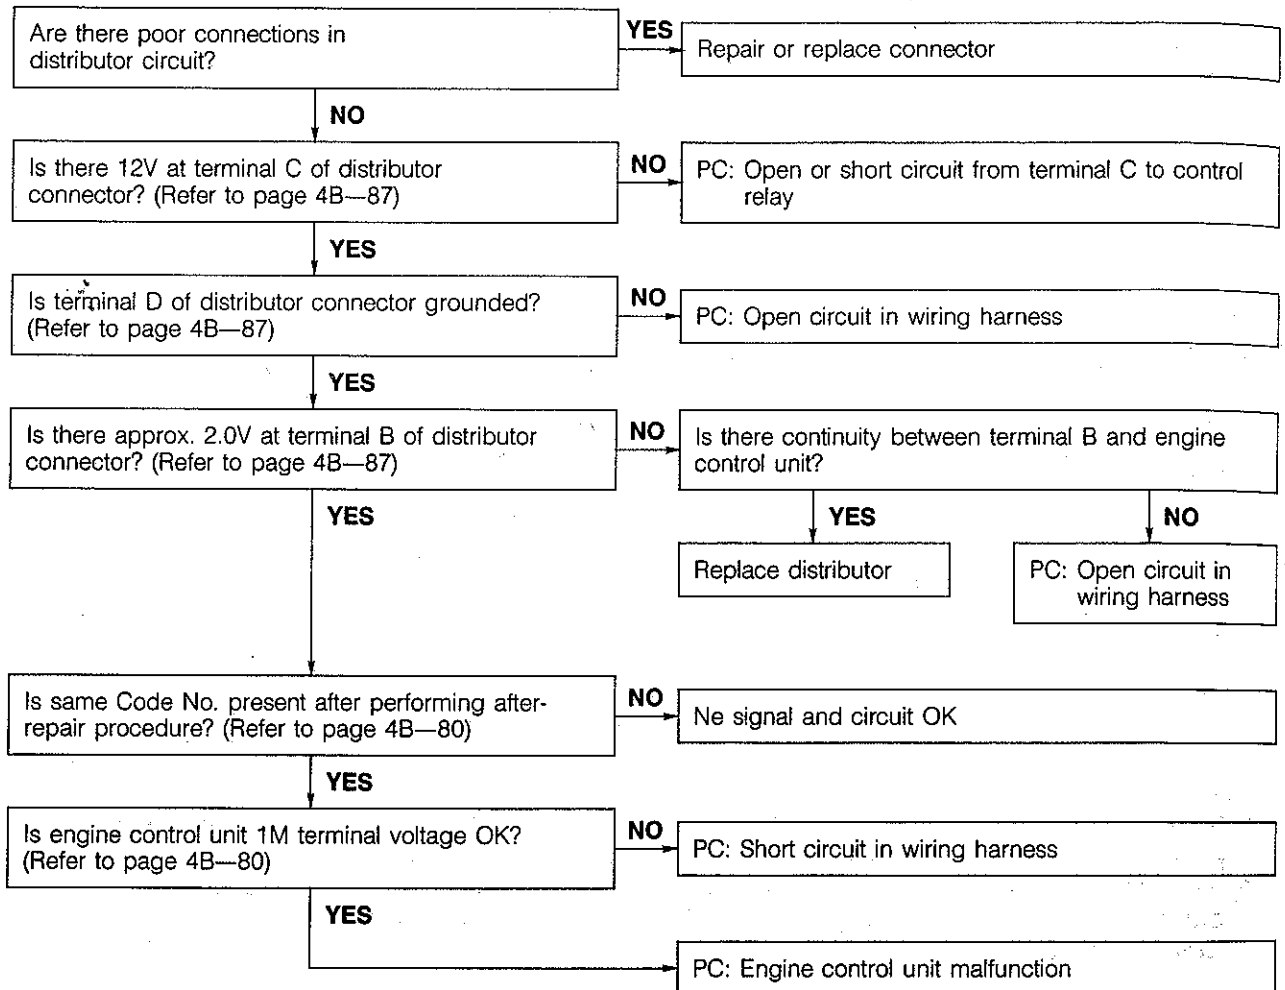 Are there poor connections in
distributor circuit?
YES
Repair or replace connector
NO
Is there 12V at terminal C of distributor
connector? (Refer to page 4B—87)
NO
PC: Open or short circuit from terminal C to control
relay
YES
Is terminal D of distributor connector grounded?
(Refer to page 4B—87)
NO
PC: Open circuit in wiring harness
YES
Is there approx. 2.0V at terminal B of distributor
connector? (Refer to page 4B—87)
NO
Is there continuity between terminal B and engine
control unit?
YES
YES
NO
Replace distributor
PC: Open circuit in
wiring harness
Is same Code No. present after performing after-
repair procedure? (Refer to page 4B—80)
NO
Ne signal and circuit OK
YES
Is engine control unit 1M terminal voltage OK?
(Refer to page 4B—80)
NO
PC: Short circuit in wiring harness
YES
PC: Engine control unit malfunction